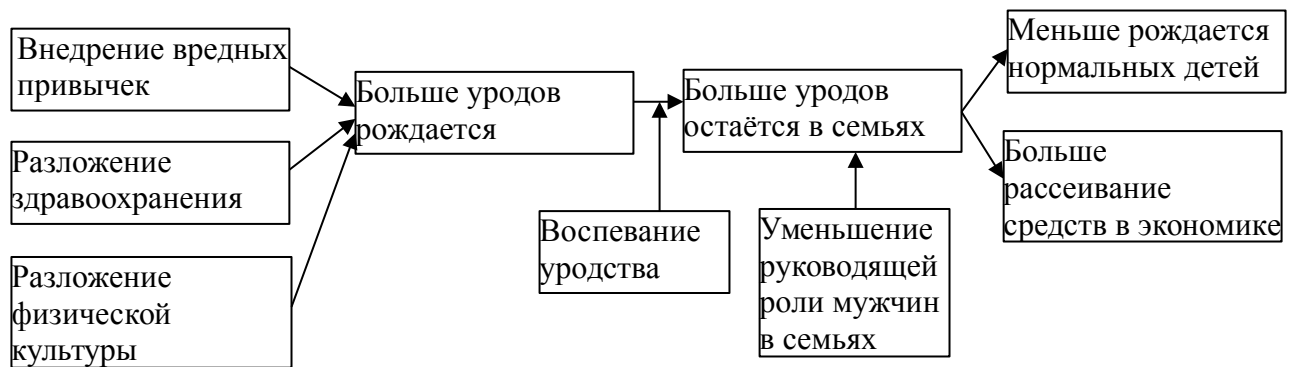 Внедрение вредных
привычек
Разложение
здравоохранения
Разложение
физической
культуры
Больше уродов
рождается
Воспевание
уродства
Больше уродов
остаётся в семьях
Уменьшение
руководящей
роли мужчин
в семьях
Меньше рождается
нормальных детей
Больше
рассеивание
средств в экономике